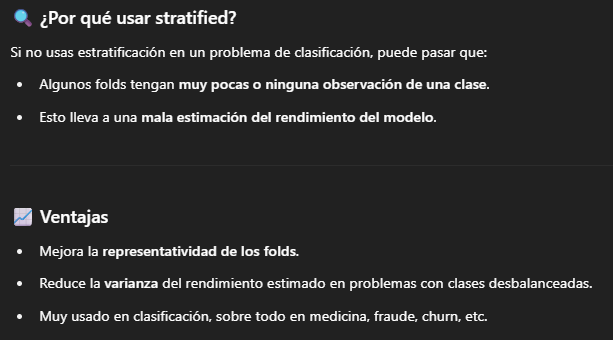 ¿Por qué usar stratified?
Si no usas estratificación en un problema de clasificación, puede pasar que:
• Algunos folds tengan muy pocas o ninguna observación de una clase.
• Esto lleva a una mala estimación del rendimiento del modelo.
Ventajas
• Mejora la representatividad de los folds.
• Reduce la varianza del rendimiento estimado en problemas con clases desbalanceadas.
• Muy usado en clasificación, sobre todo en medicina, fraude, churn, etc.